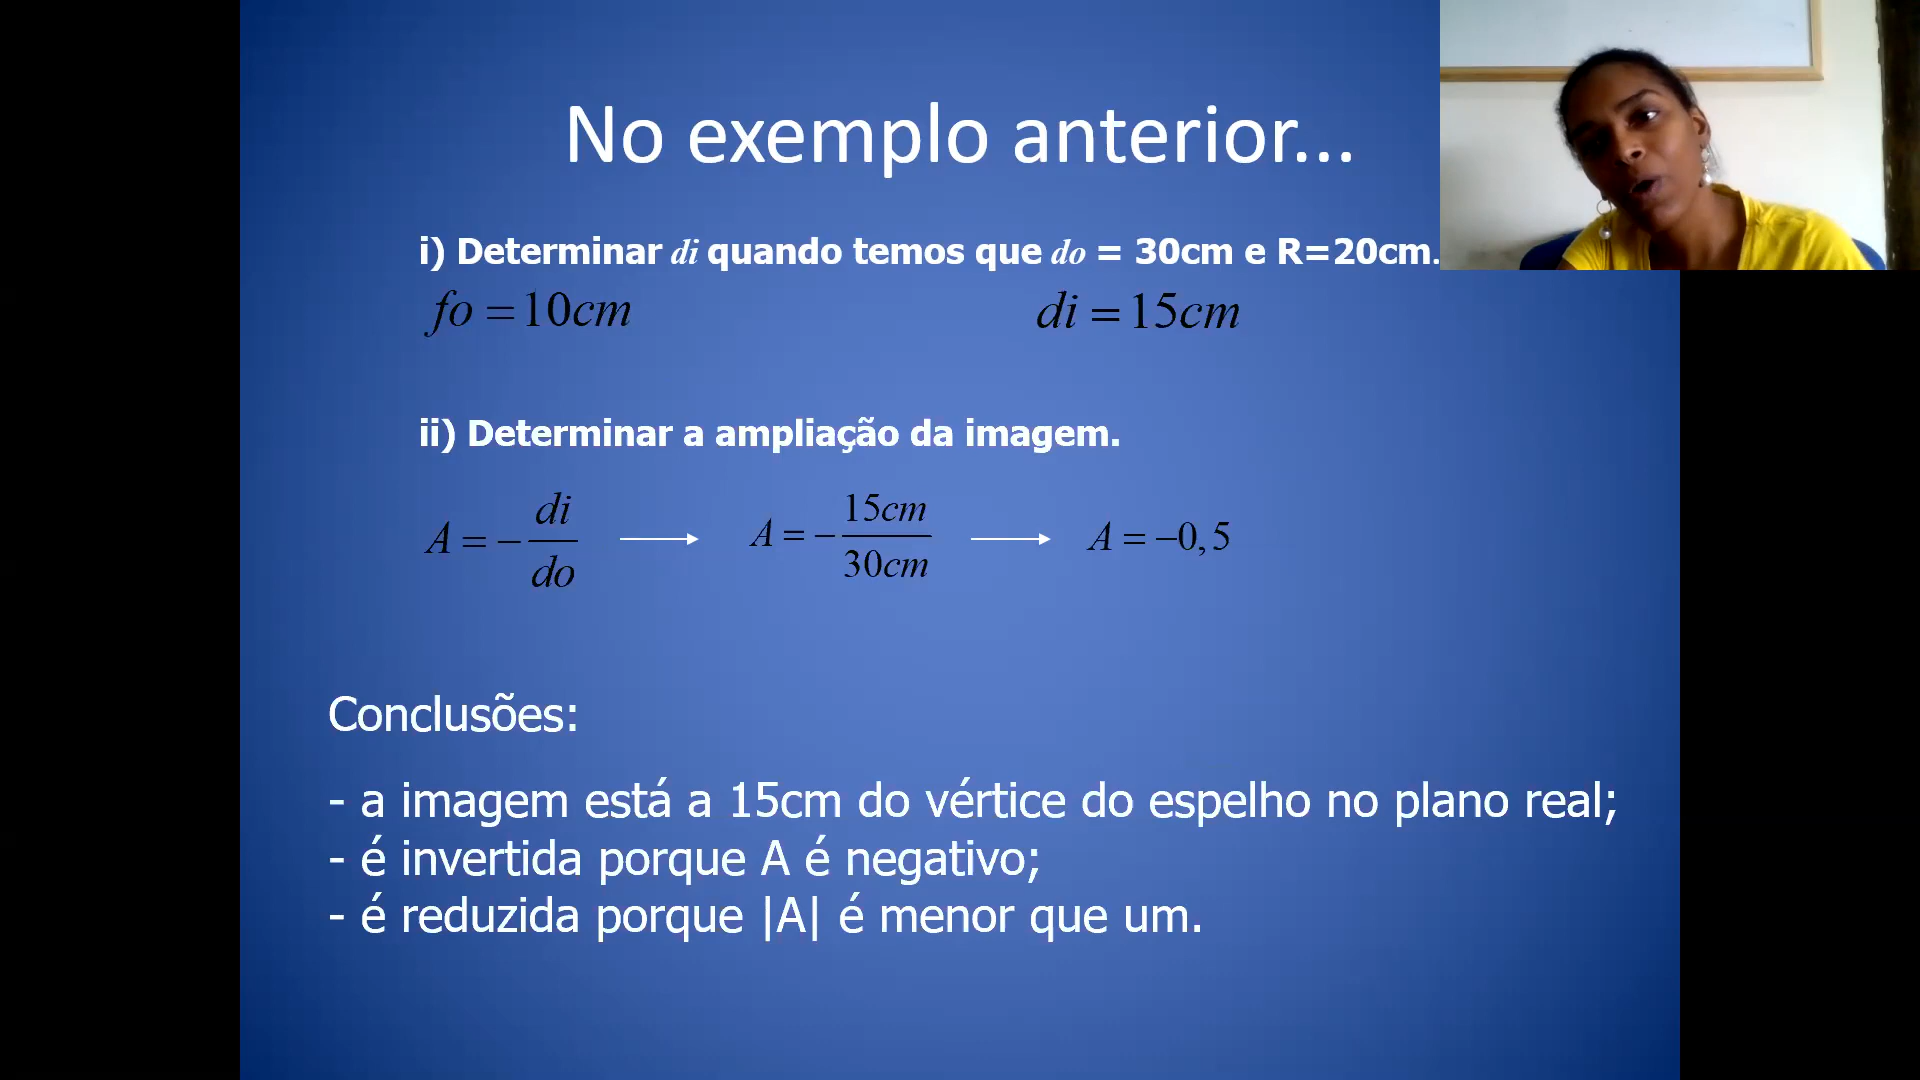 No exemplo anterior...
i) Determinar di quando temos que do = 30cm e R=20cm.
fo = 10cm di = 15cm
ii) Determinar a ampliação da imagem.
A = - di/do → A = - 15cm/30cm → A = -0,5
Conclusões:
- a imagem está a 15cm do vértice do espelho no plano real;
- é invertida porque A é negativo;
- é reduzida porque |A| é menor que um.